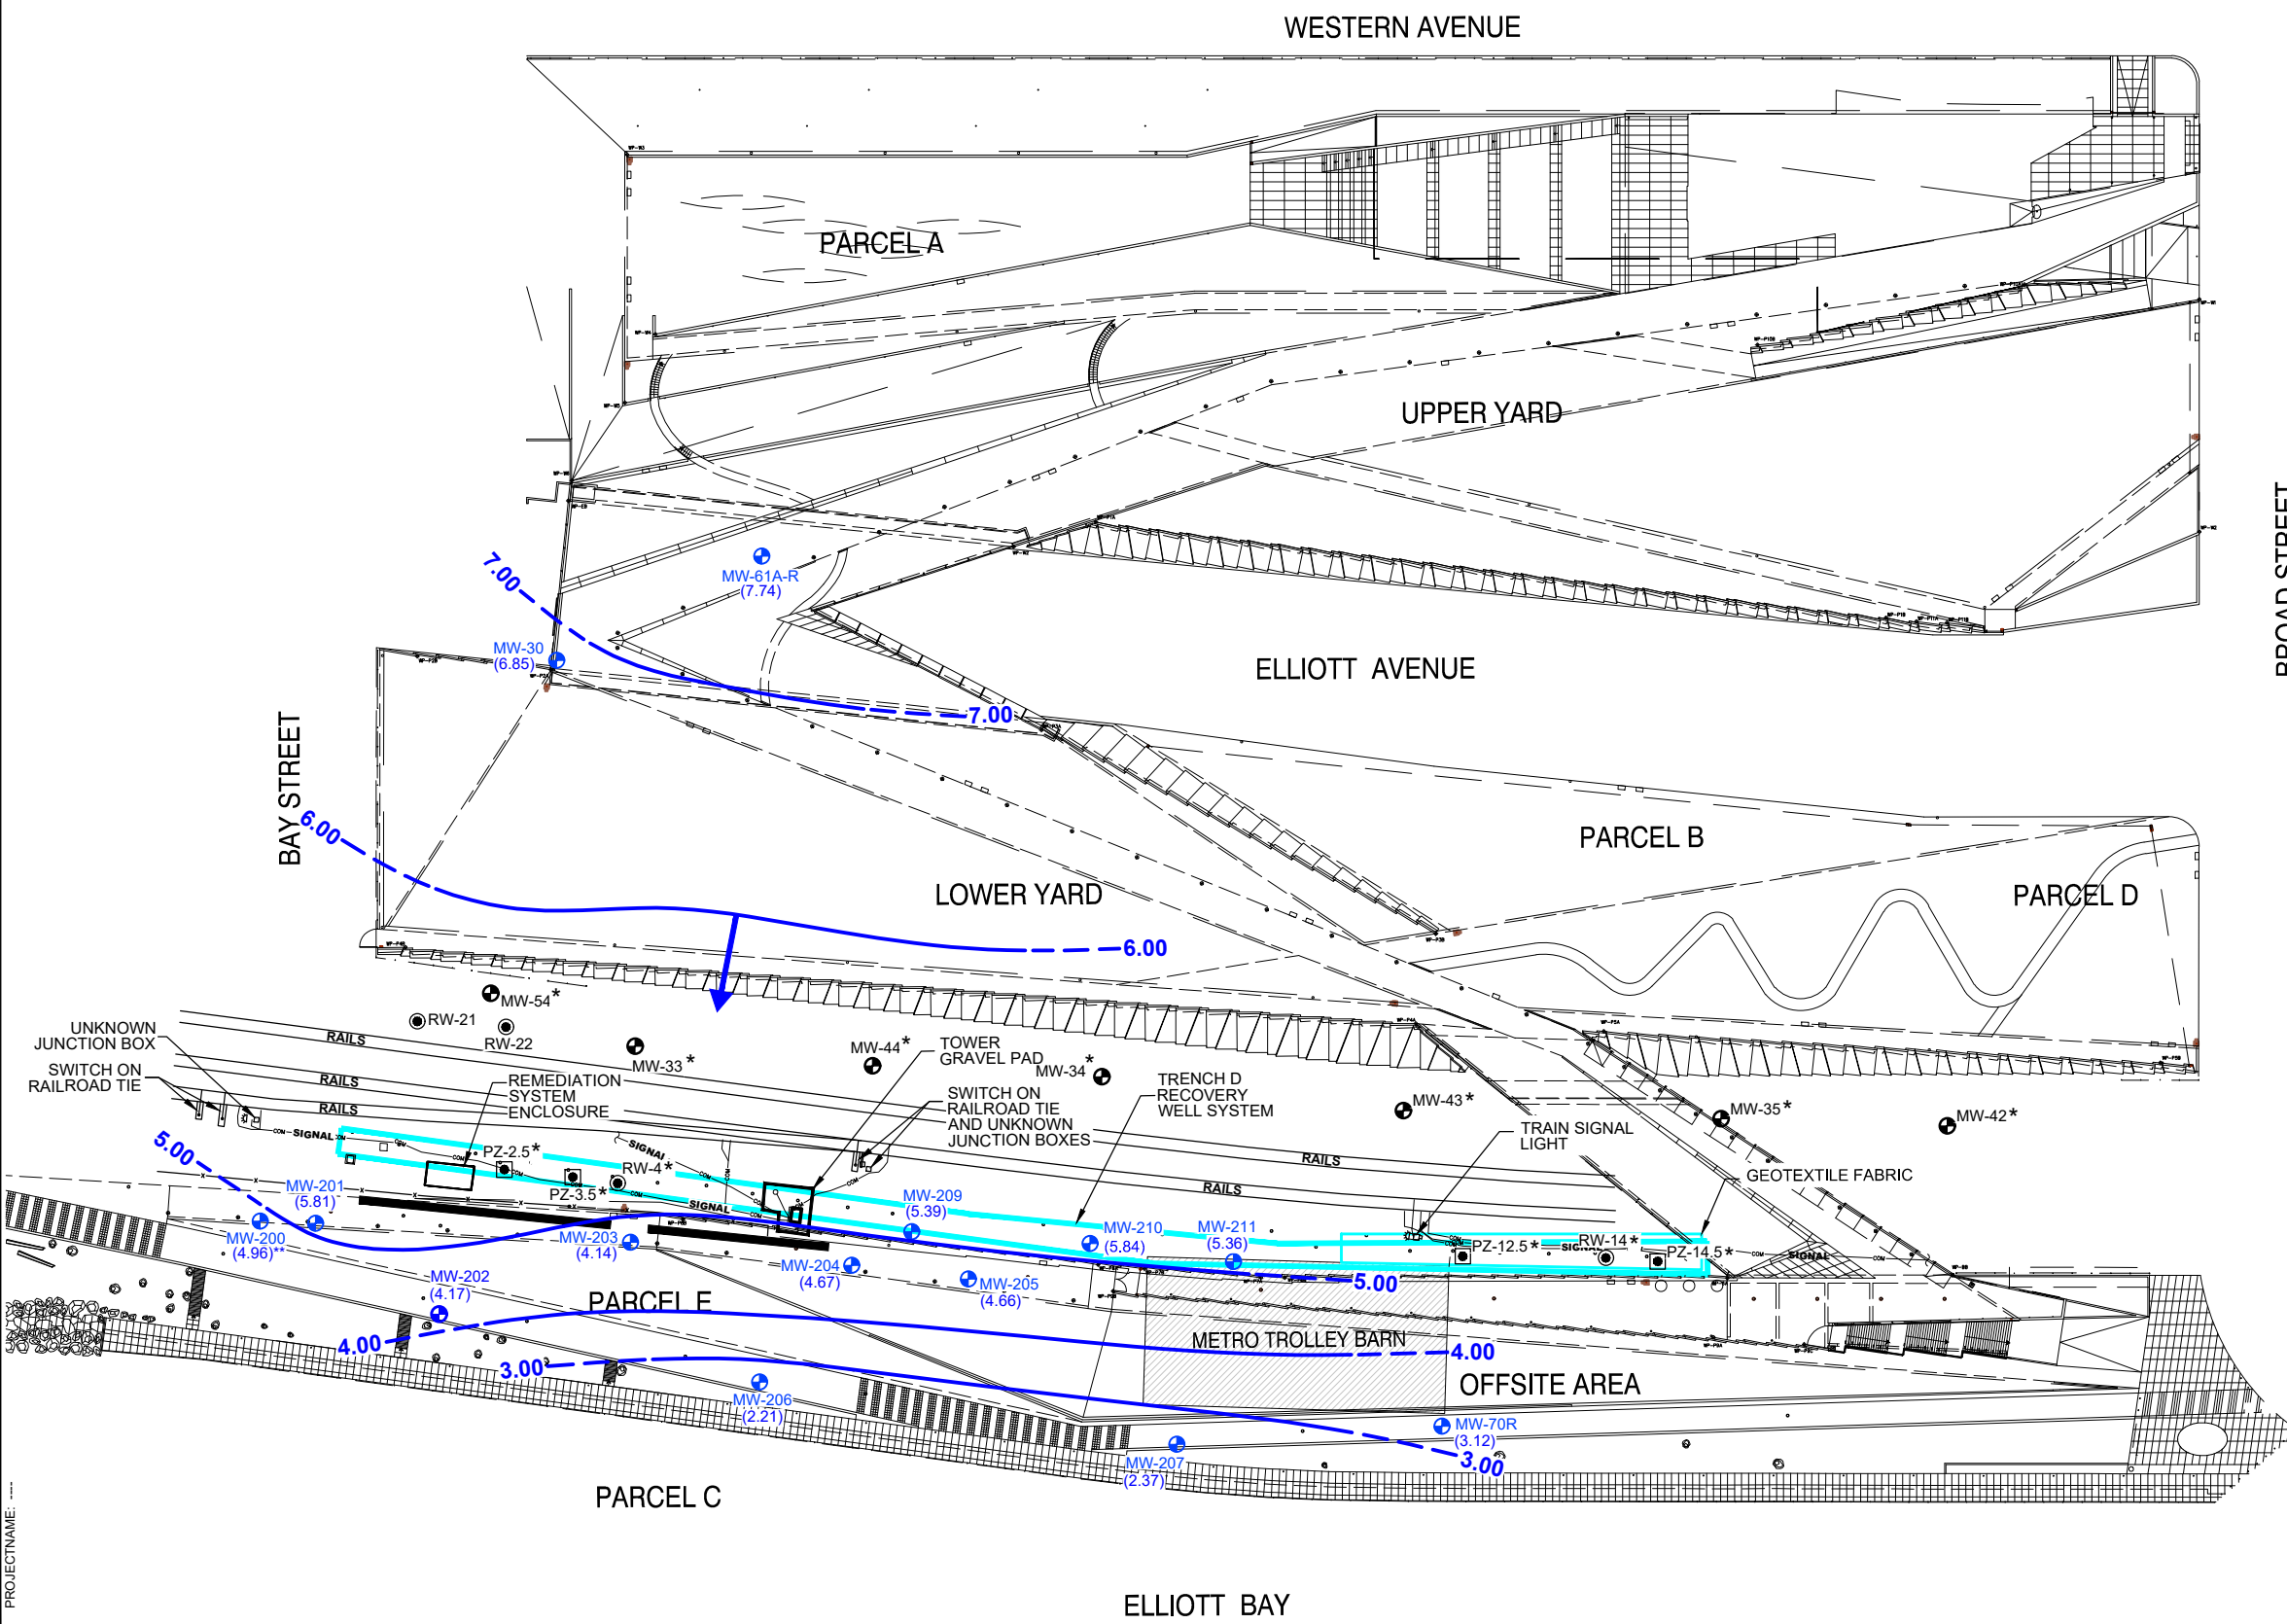 WESTERN AVENUE
PARCEL A
UPPER YARD
BROAD STREET
7.00
MW-61A-R
(7.74)
MW-30
(6.85)
ELLIOTT AVENUE
7.00
BAY STREET
6.00
PARCEL B
LOWER YARD
PARCEL D
6.00
MW-54*
RW-21
RW-22
UNKNOWN
JUNCTION BOX
SWITCH ON
RAILROAD TIE
RAILS
RAILS
RAILS
MW-33*
MW-44*
TOWER
GRAVEL PAD
MW-34*
REMEDIATION
SYSTEM
ENCLOSURE
SWITCH ON
RAILROAD TIE
AND UNKNOWN
JUNCTION BOXES
TRENCH D
RECOVERY
WELL SYSTEM
MW-43*
MW-35*
MW-42*
TRAIN SIGNAL
LIGHT
GEOTEXTILE FABRIC
RAILS
RAILS
5.00
SIGNAL
SIGNAL
SIGNAL
SIGNAL
SIGNAL
PZ-2.5*
PZ-3.5*
RW-4*
MW-201
(5.81)
MW-200
(4.96)**
MW-203
(4.14)
MW-209
(5.39)
MW-210
(5.84)
MW-211
(5.36)
PZ-12.5*
RW-14*
PZ-14.5*
MW-204
(4.67)
MW-205
(4.66)
5.00
MW-202
(4.17)
PARCEL E
4.00
METRO TROLLEY BARN
4.00
3.00
OFFSITE AREA
MW-206
(2.21)
MW-70R
(3.12)
3.00
MW-207
(2.37)
PARCEL C
ELLIOTT BAY
PROJECTNAME: ----